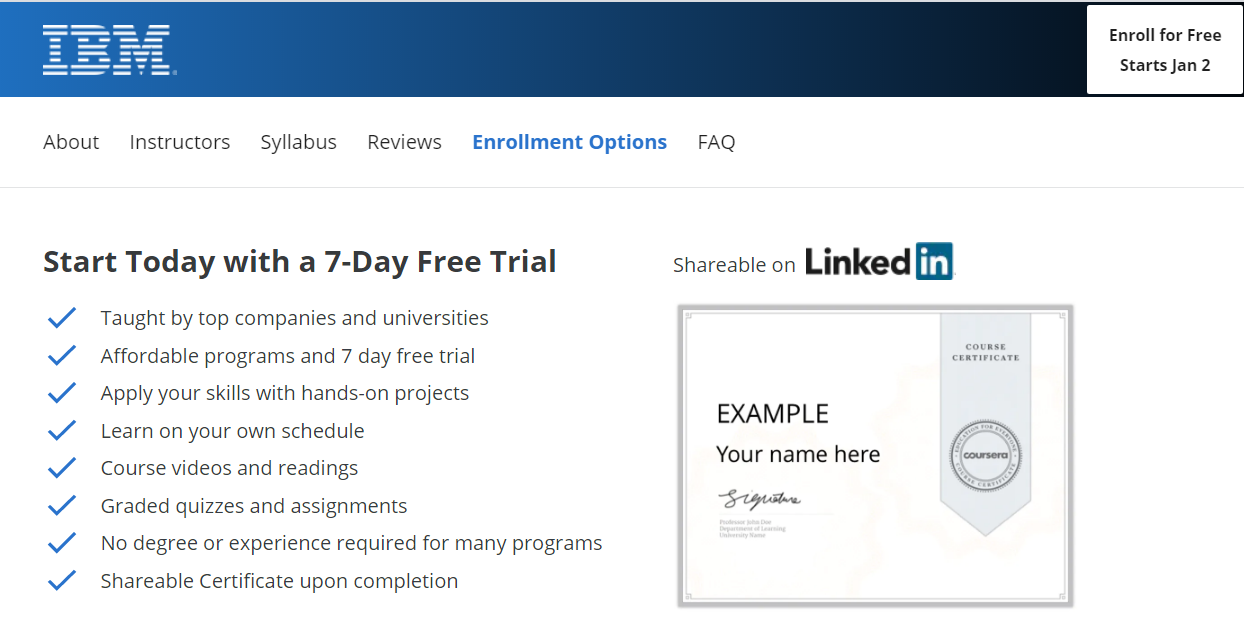 IBM
Enroll for Free
Starts Jan 2
About Instructors Syllabus Reviews Enrollment Options FAQ
Start Today with a 7-Day Free Trial
Taught by top companies and universities
Affordable programs and 7 day free trial
Apply your skills with hands-on projects
Learn on your own schedule
Course videos and readings
Graded quizzes and assignments
No degree or experience required for many programs
Shareable Certificate upon completion
Shareable on LinkedIn
COURSE
CERTIFICATE
EXAMPLE
Your name here
Signature
Professor John Doe
Department of Learning
University Name
EDUCATION FOR EVERYONE
coursera
COURSE CERTIFICATE